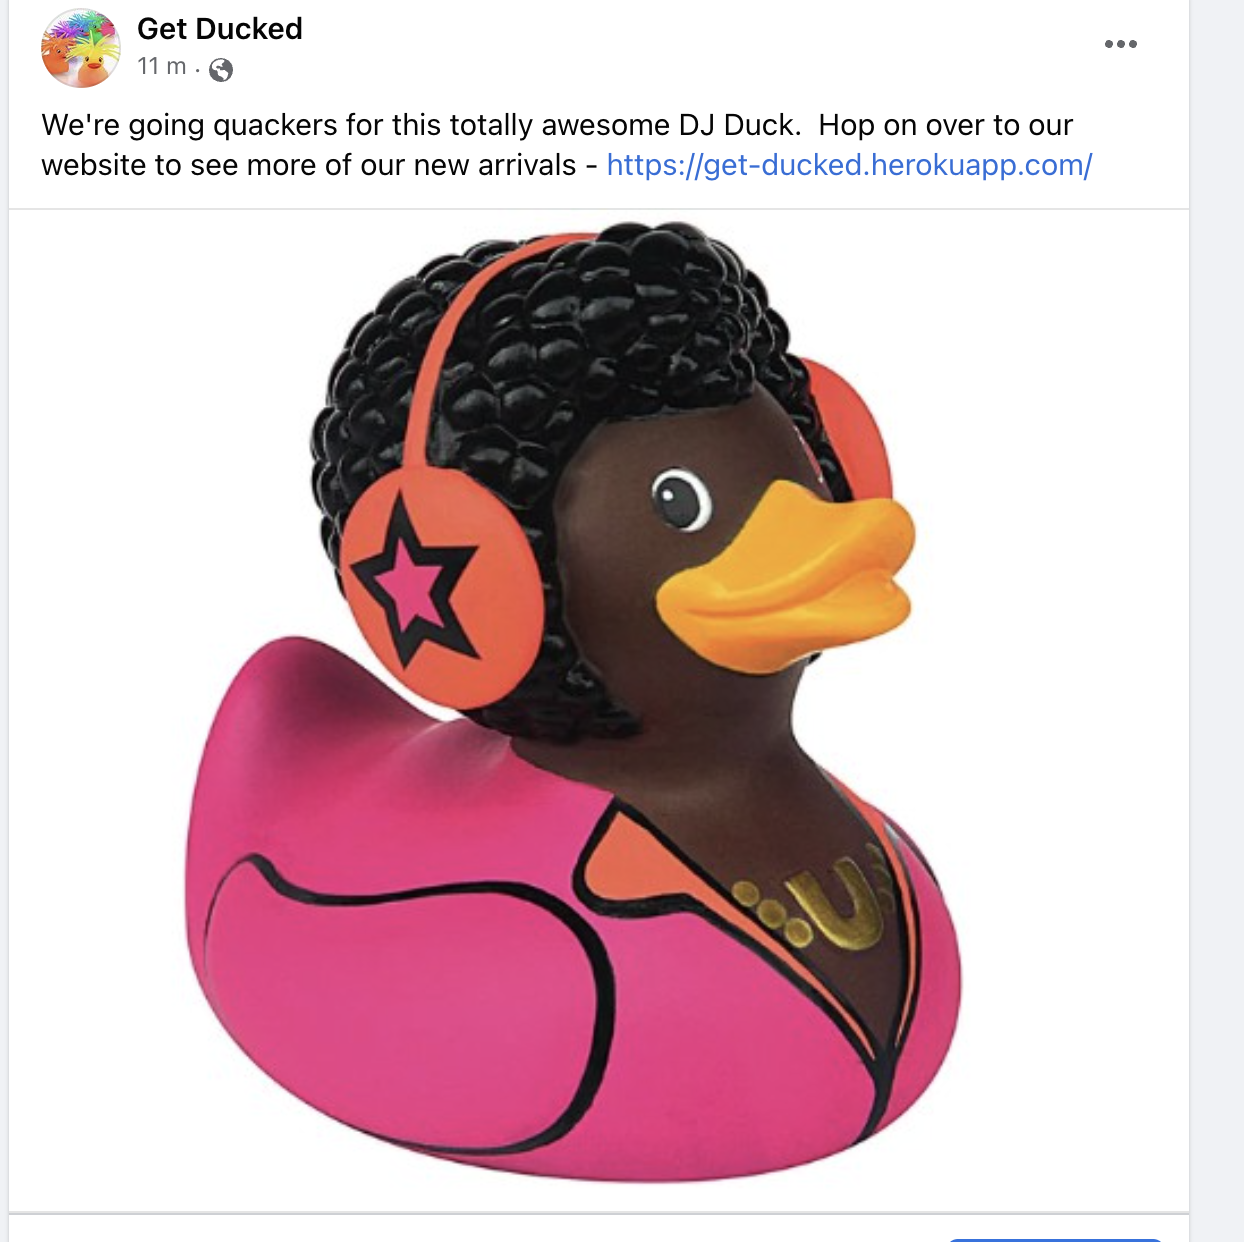 Get Ducked
11 m ·
We're going quackers for this totally awesome DJ Duck.  Hop on over to our
website to see more of our new arrivals - https://get-ducked.herokuapp.com/
U